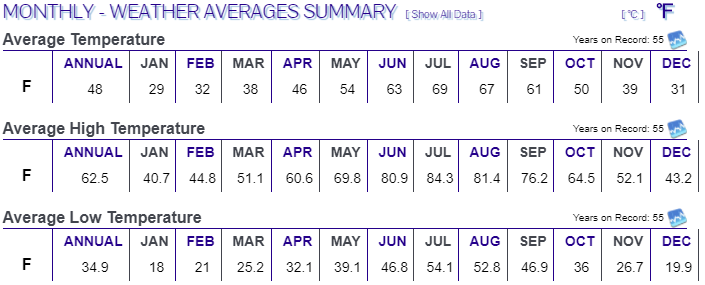 MONTHLY - WEATHER AVERAGES SUMMARY [ Show All Data ] [ °C ] °F
Average Temperature Years on Record: 55
ANNUAL JAN FEB MAR APR MAY JUN JUL AUG SEP OCT NOV DEC
F 48 29 32 38 46 54 63 69 67 61 50 39 31
Average High Temperature Years on Record: 55
ANNUAL JAN FEB MAR APR MAY JUN JUL AUG SEP OCT NOV DEC
F 62.5 40.7 44.8 51.1 60.6 69.8 80.9 84.3 81.4 76.2 64.5 52.1 43.2
Average Low Temperature Years on Record: 55
ANNUAL JAN FEB MAR APR MAY JUN JUL AUG SEP OCT NOV DEC
F 34.9 18 21 25.2 32.1 39.1 46.8 54.1 52.8 46.9 36 26.7 19.9